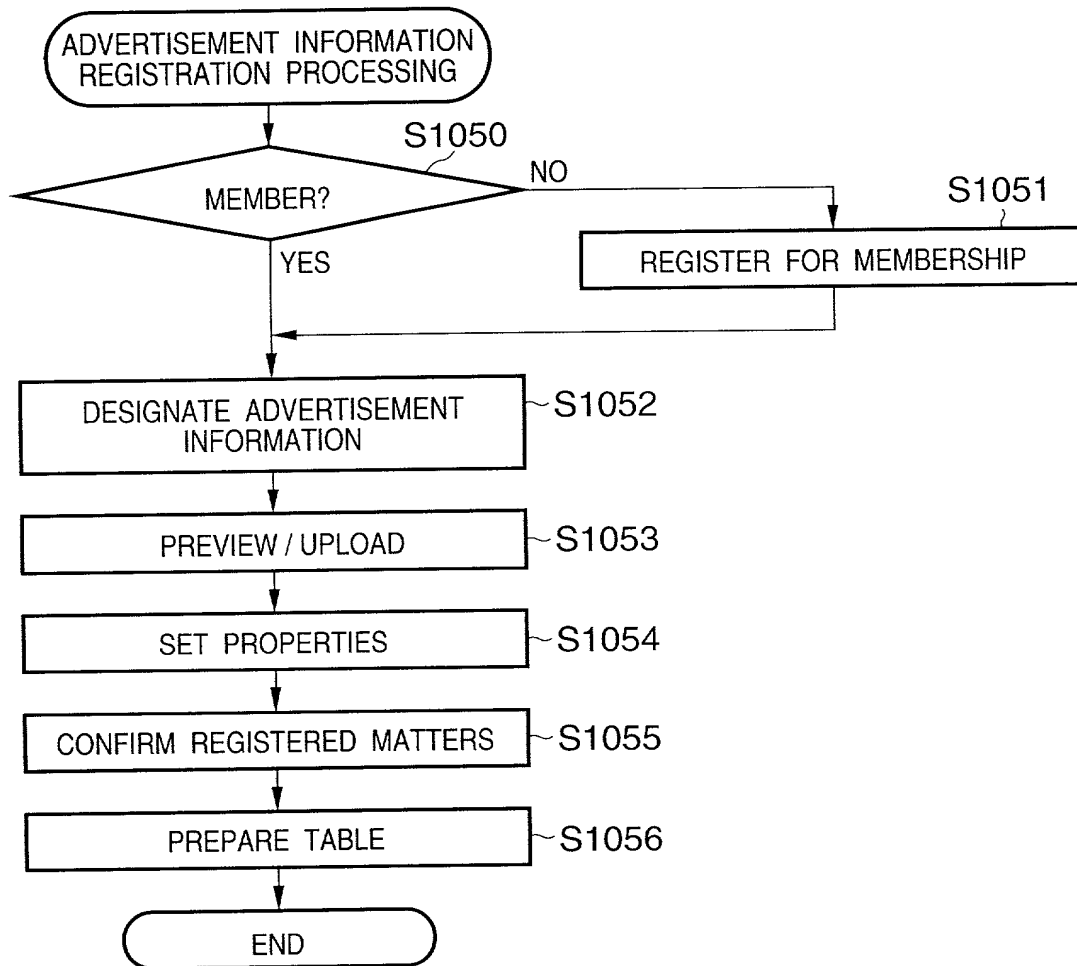 ADVERTISEMENT INFORMATION
REGISTRATION PROCESSING
S1050
MEMBER?
NO
S1051
REGISTER FOR MEMBERSHIP
YES
DESIGNATE ADVERTISEMENT
INFORMATION
S1052
PREVIEW / UPLOAD
S1053
SET PROPERTIES
S1054
CONFIRM REGISTERED MATTERS
S1055
PREPARE TABLE
S1056
END